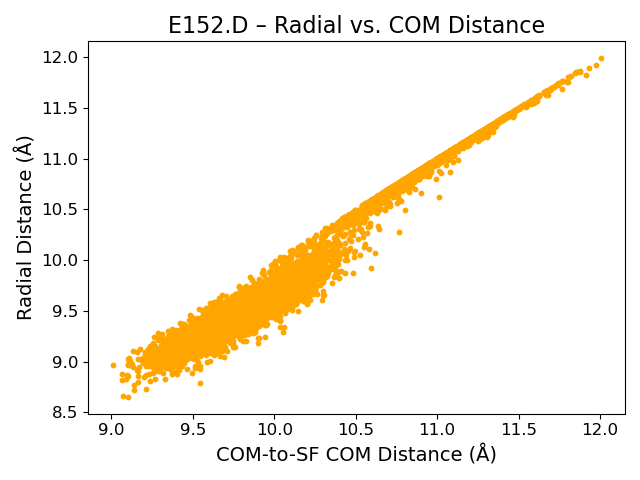 E152.D – Radial vs. COM Distance
12.0
11.5
11.0
10.5
10.0
9.5
9.0
8.5
Radial Distance (Å)
9.0 9.5 10.0 10.5 11.0 11.5 12.0
COM-to-SF COM Distance (Å)